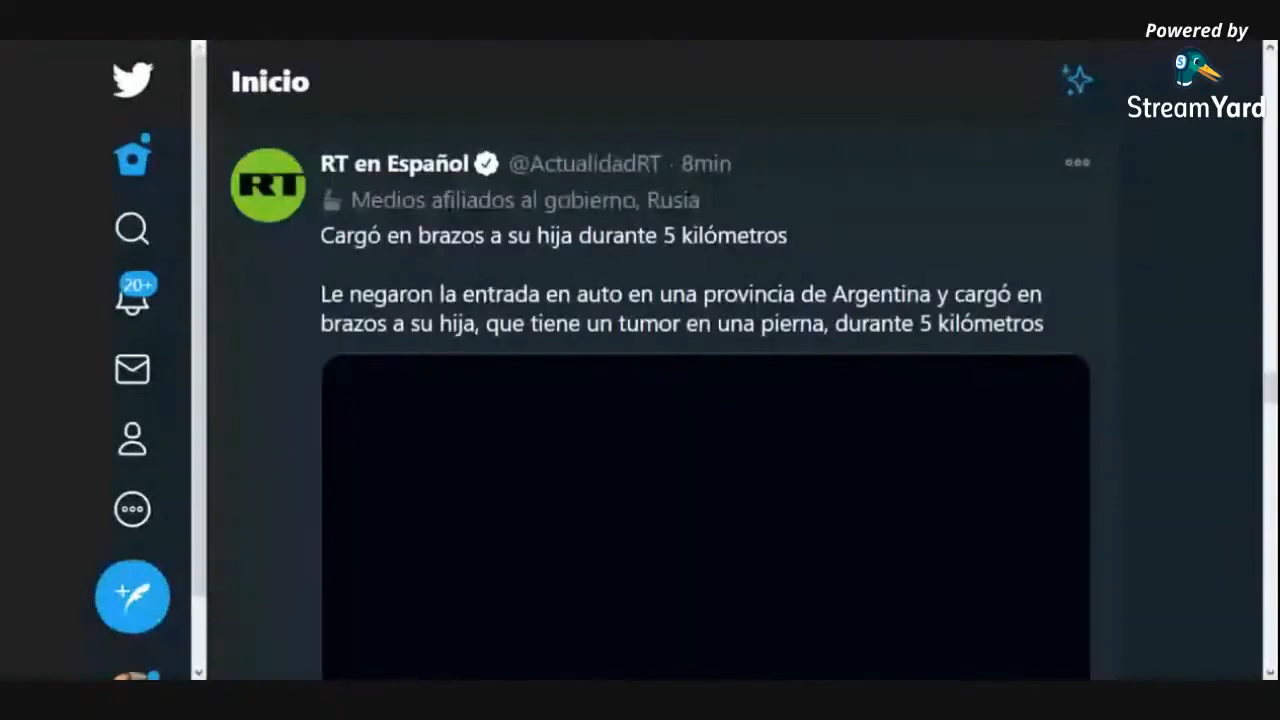 Powered by
StreamYard
Inicio
RT
RT en Español @ActualidadRT · 8min
Medios afiliados al gobierno, Rusia
Cargó en brazos a su hija durante 5 kilómetros
Le negaron la entrada en auto en una provincia de Argentina y cargó en
brazos a su hija, que tiene un tumor en una pierna, durante 5 kilómetros
20+